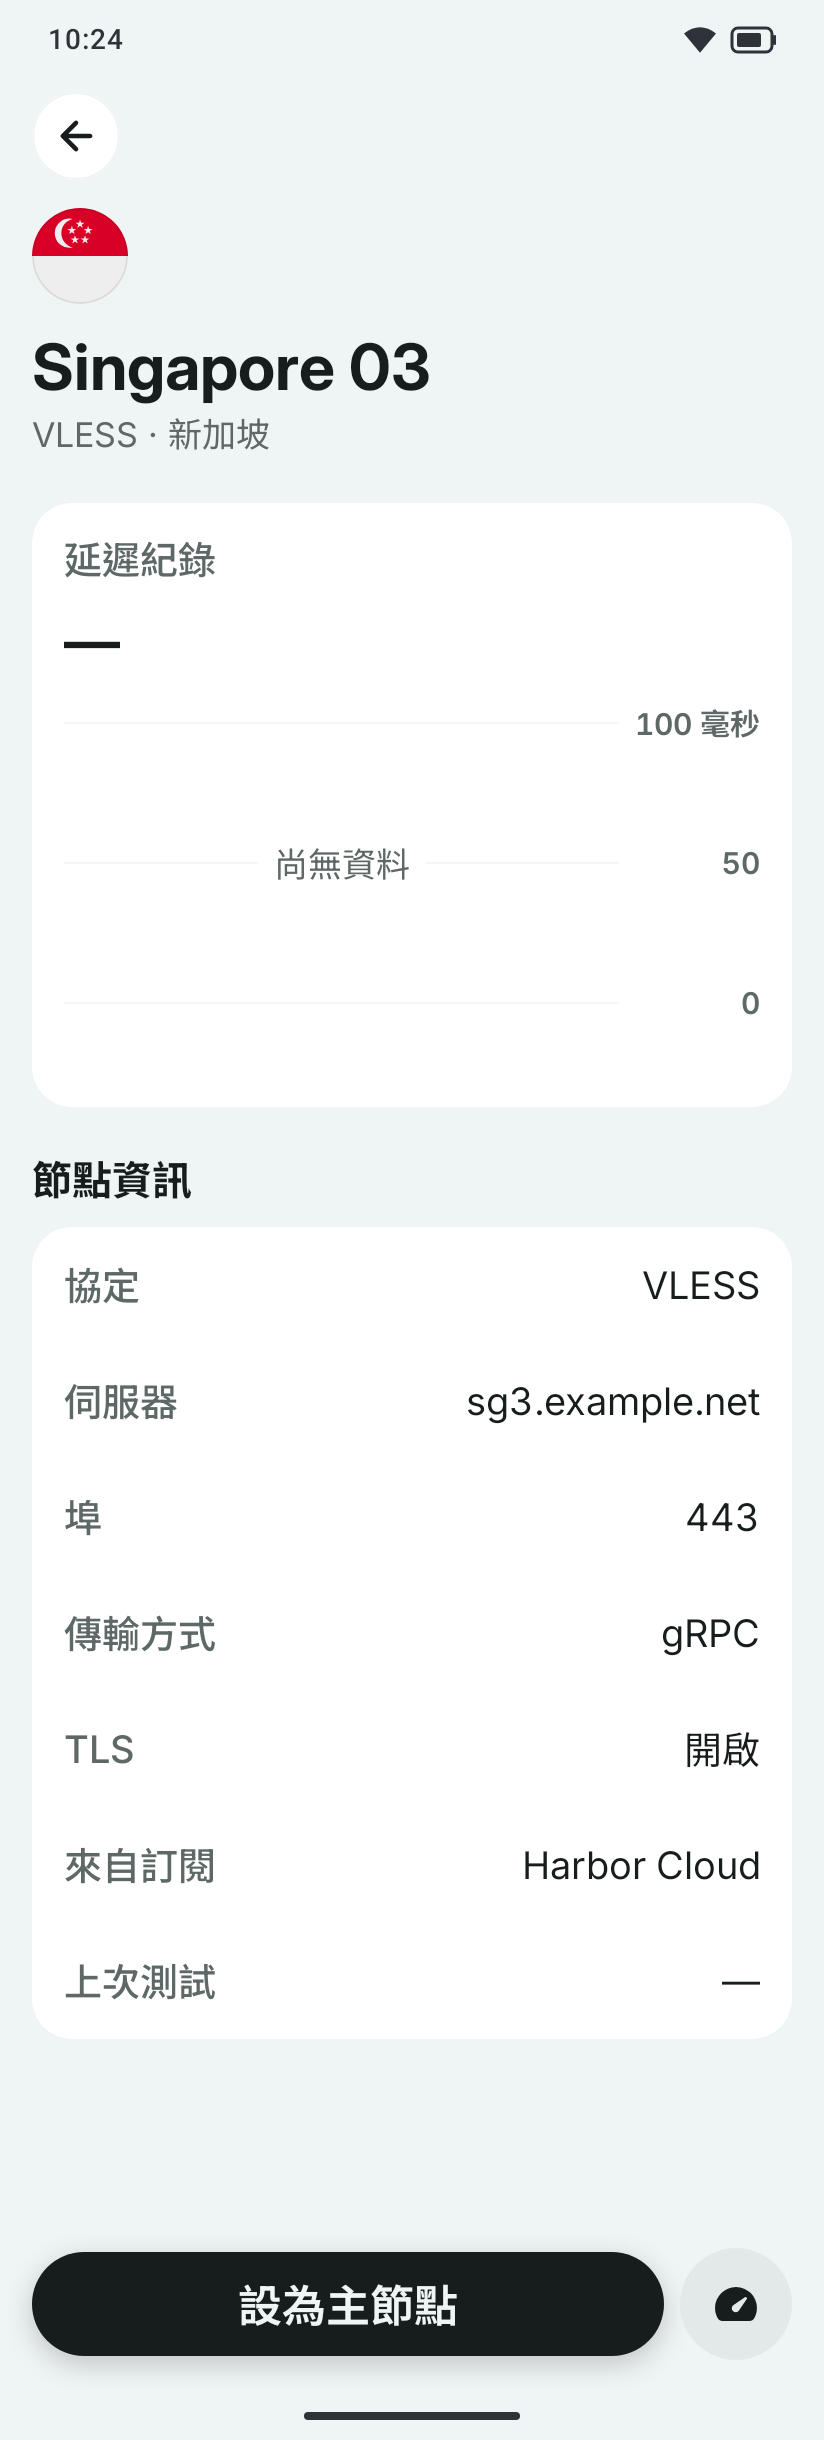 10:24
Singapore 03
VLESS · 新加坡
延遲紀錄
—
100 毫秒
尚無資料
50
0
節點資訊
協定 VLESS
伺服器 sg3.example.net
埠 443
傳輸方式 gRPC
TLS 開啟
來自訂閱 Harbor Cloud
上次測試 —
設為主節點